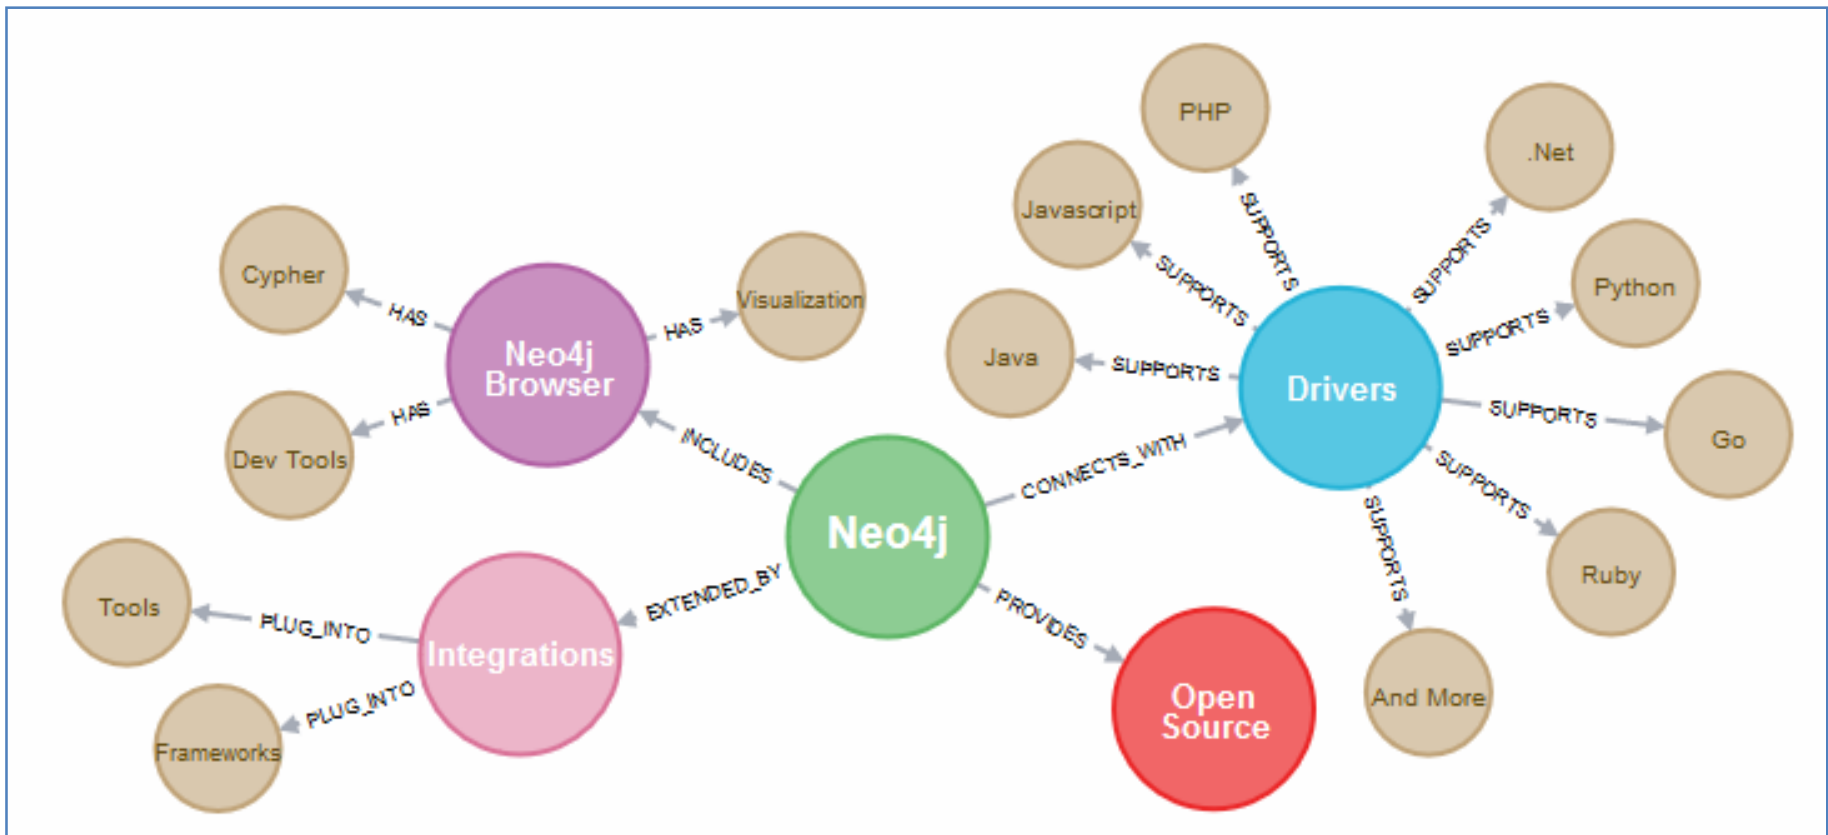 PHP
.Net
Javascript
SUPPORTS
SUPPORTS
SUPPORTS
Cypher
Visualization
Python
HAS
HAS
SUPPORTS
Java
SUPPORTS
Neo4j
Browser
Drivers
HAS
Dev Tools
INCLUDES
CONNECTS_WITH
SUPPORTS
Go
SUPPORTS
Neo4j
SUPPORTS
Ruby
Tools
PLUG_INTO
EXTENDED_BY
PROVIDES
Integrations
PLUG_INTO
Frameworks
Open
Source
And More